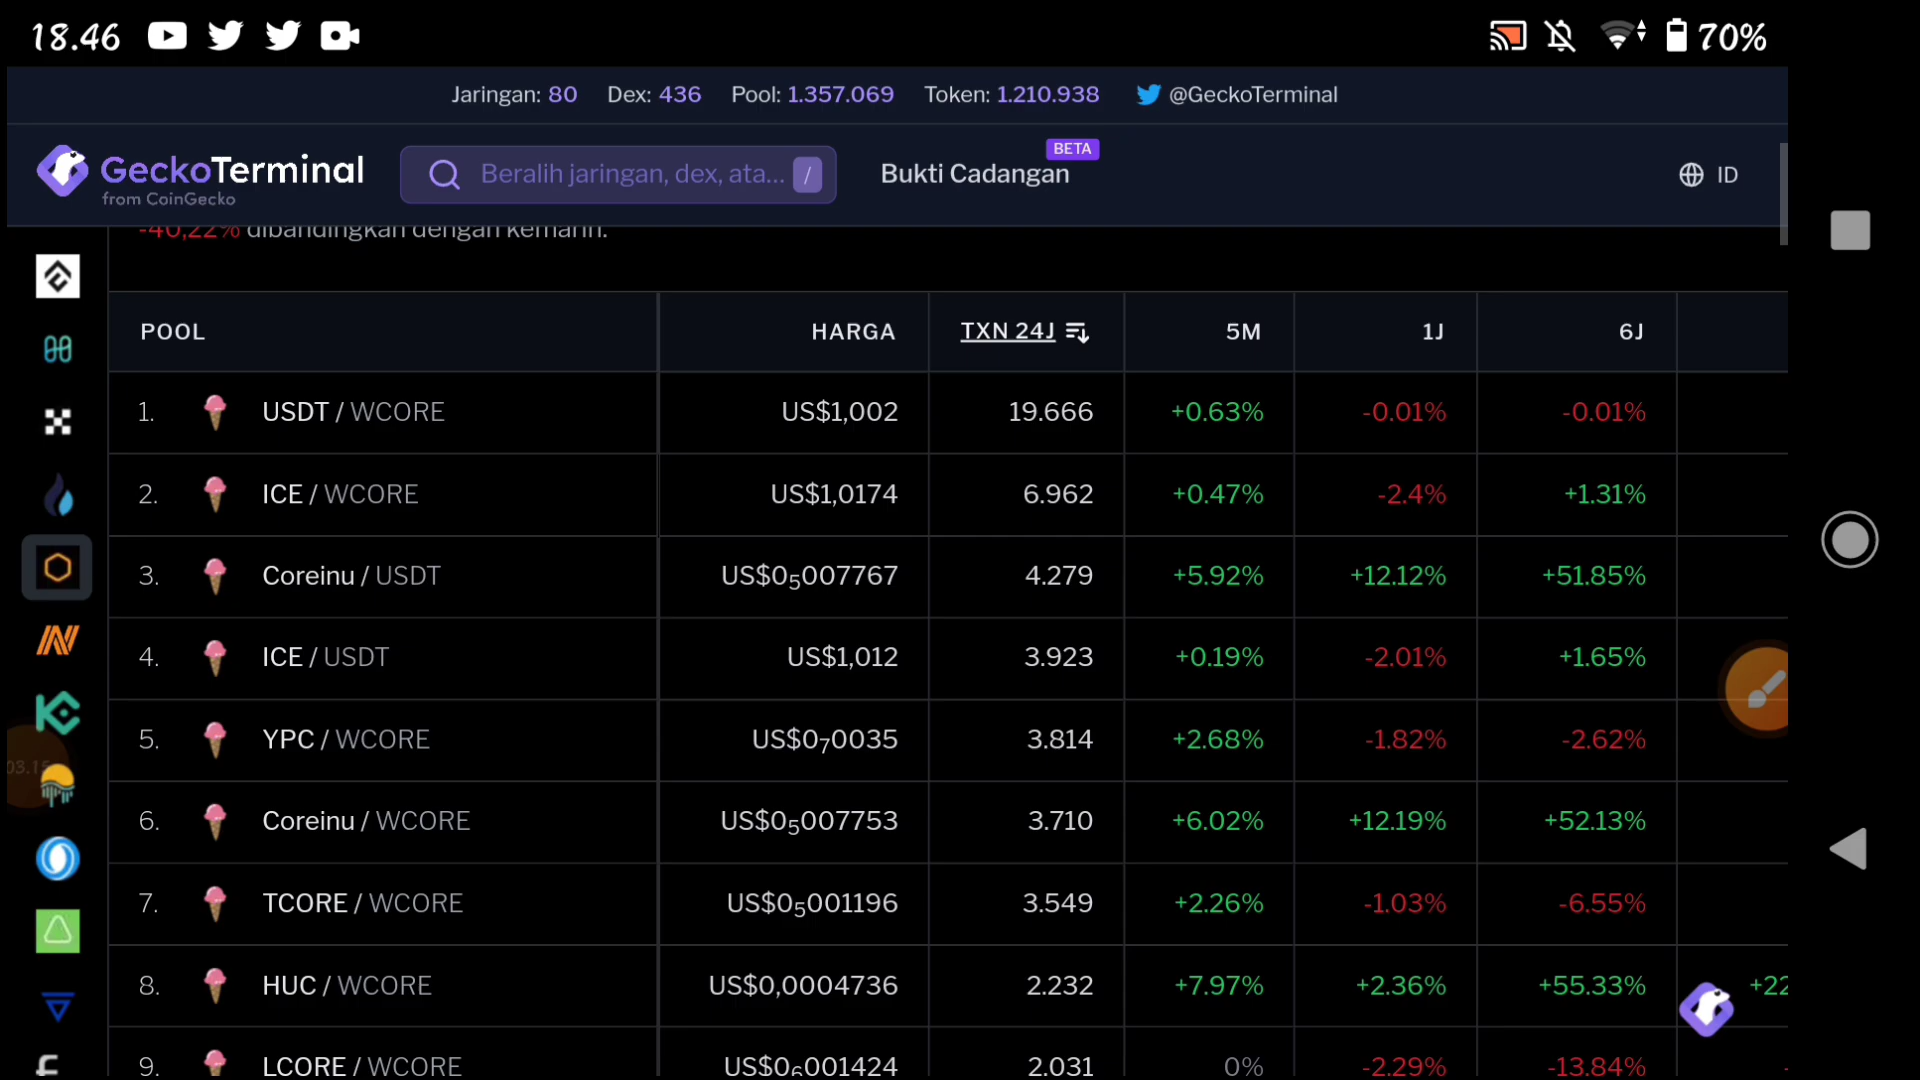 18.46 70%
Jaringan: 80 Dex: 436 Pool: 1.357.069 Token: 1.210.938 @GeckoTerminal
GeckoTerminal
from CoinGecko
Beralih jaringan, dex, ata... /
Bukti Cadangan
BETA
ID
-40,22% dibandingkan dengan kemarin.
POOL HARGA TXN 24J 5M 1J 6J
1. USDT / WCORE US$1,002 19.666 +0.63% -0.01% -0.01%
2. ICE / WCORE US$1,0174 6.962 +0.47% -2.4% +1.31%
3. Coreinu / USDT US$0₅007767 4.279 +5.92% +12.12% +51.85%
4. ICE / USDT US$1,012 3.923 +0.19% -2.01% +1.65%
5. YPC / WCORE US$0₇0035 3.814 +2.68% -1.82% -2.62%
6. Coreinu / WCORE US$0₅007753 3.710 +6.02% +12.19% +52.13%
7. TCORE / WCORE US$0₅001196 3.549 +2.26% -1.03% -6.55%
8. HUC / WCORE US$0,0004736 2.232 +7.97% +2.36% +55.33% +22
9. LCORE / WCORE US$0₆001424 2.031 0% -2.29% -13.84% -